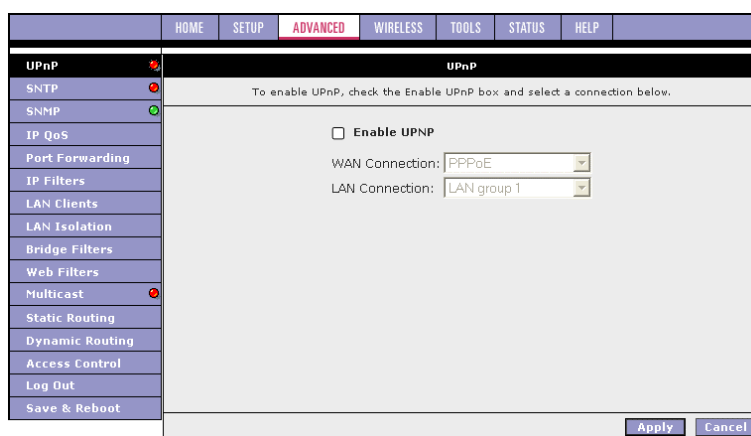 HOME SETUP ADVANCED WIRELESS TOOLS STATUS HELP
UPnP
SNTP
SNMP
IP QoS
Port Forwarding
IP Filters
LAN Clients
LAN Isolation
Bridge Filters
Web Filters
Multicast
Static Routing
Dynamic Routing
Access Control
Log Out
Save & Reboot
UPnP
To enable UPnP, check the Enable UPnP box and select a connection below.
Enable UPNP
WAN Connection: PPPoE
LAN Connection: LAN group 1
Apply Cancel